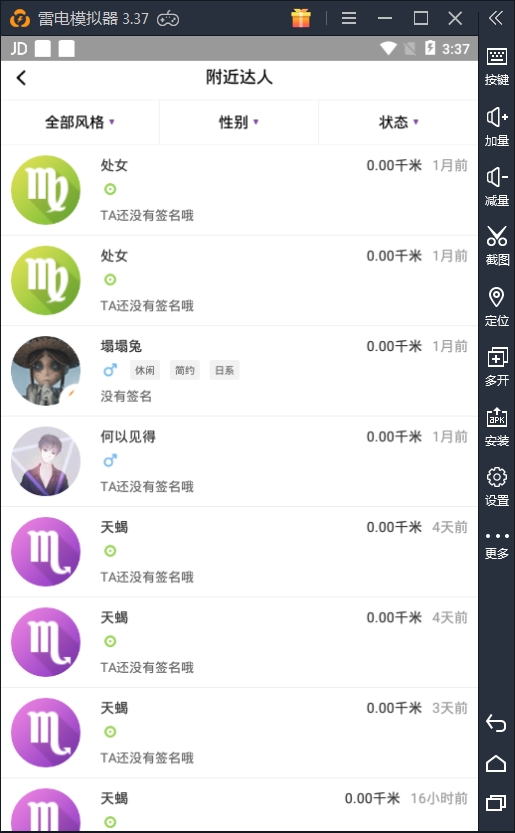 雷电模拟器 3.37
JD
3:37
附近达人
全部风格 性别 状态
处女 0.00千米 1月前
TA还没有签名哦
处女 0.00千米 1月前
TA还没有签名哦
塌塌兔 0.00千米 1月前
休闲 简约 日系
没有签名
何以见得 0.00千米 1月前
TA还没有签名哦
天蝎 0.00千米 4天前
TA还没有签名哦
天蝎 0.00千米 4天前
TA还没有签名哦
天蝎 0.00千米 3天前
TA还没有签名哦
天蝎 0.00千米 16小时前
按键
加量
减量
截图
定位
多开
APK
安装
设置
更多